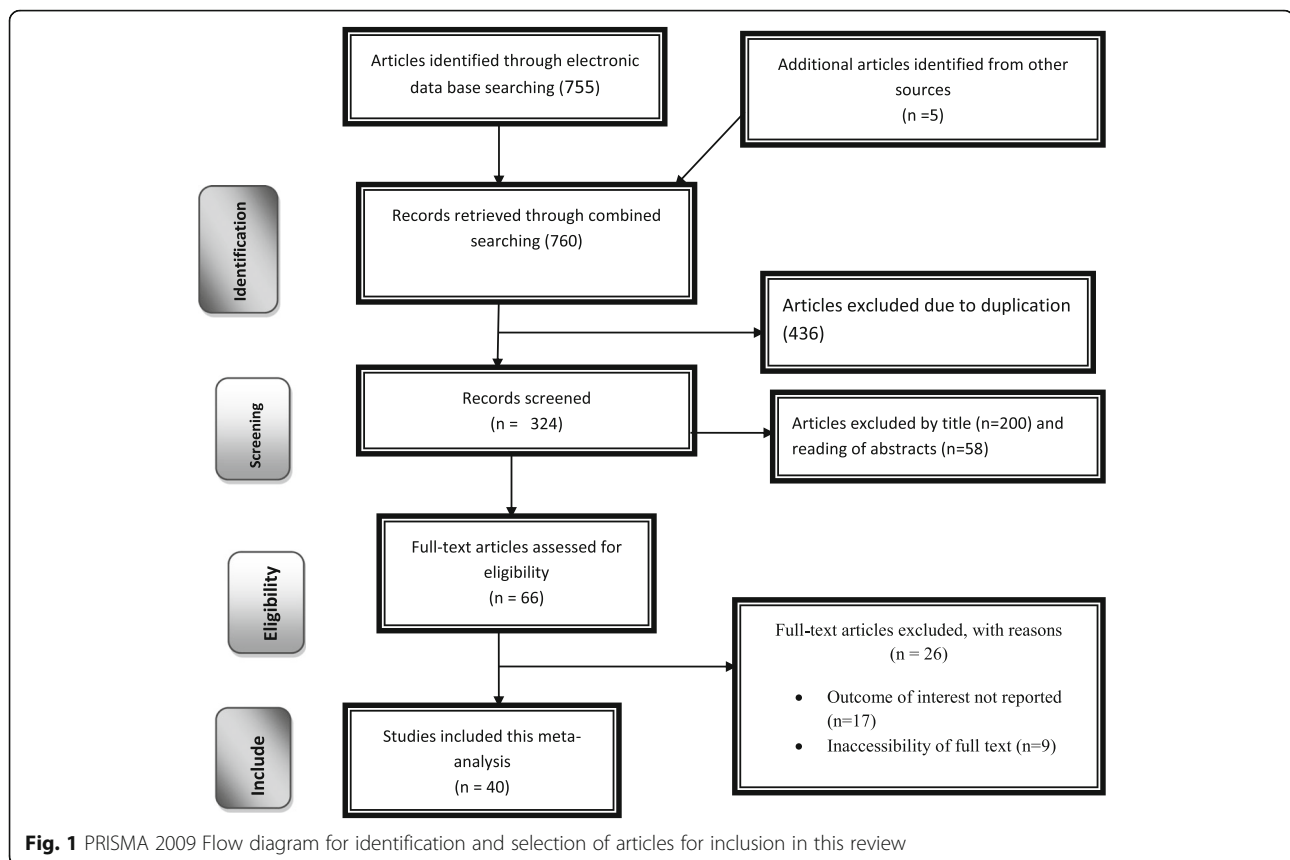 Articles identified through electronic
data base searching (755)
Additional articles identified from other
sources
(n =5)
Identification
Records retrieved through combined
searching (760)
Articles excluded due to duplication
(436)
Screening
Records screened
(n = 324)
Articles excluded by title (n=200) and
reading of abstracts (n=58)
Eligibility
Full-text articles assessed for
eligibility
(n = 66)
Full-text articles excluded, with reasons
(n = 26)
• Outcome of interest not reported
(n=17)
• Inaccessibility of full text (n=9)
Include
Studies included this meta-
analysis
(n = 40)
Fig. 1 PRISMA 2009 Flow diagram for identification and selection of articles for inclusion in this review